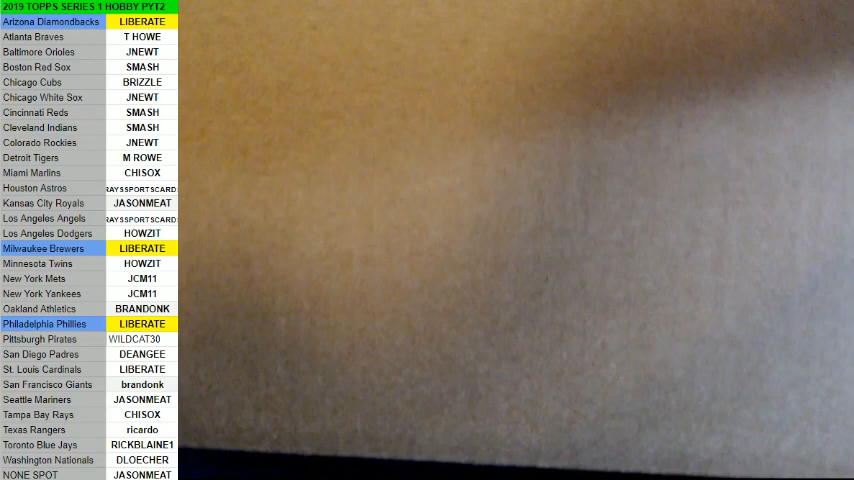 2019 TOPPS SERIES 1 HOBBY PYT2
Arizona Diamondbacks LIBERATE
Atlanta Braves T HOWE
Baltimore Orioles JNEWT
Boston Red Sox SMASH
Chicago Cubs BRIZZLE
Chicago White Sox JNEWT
Cincinnati Reds SMASH
Cleveland Indians SMASH
Colorado Rockies JNEWT
Detroit Tigers M ROWE
Miami Marlins CHISOX
Houston Astros RAYSSPORTSCARD
Kansas City Royals JASONMEAT
Los Angeles Angels RAYSSPORTSCARD
Los Angeles Dodgers HOWZIT
Milwaukee Brewers LIBERATE
Minnesota Twins HOWZIT
New York Mets JCM11
New York Yankees JCM11
Oakland Athletics BRANDONK
Philadelphia Phillies LIBERATE
Pittsburgh Pirates WILDCAT30
San Diego Padres DEANGEE
St. Louis Cardinals LIBERATE
San Francisco Giants brandonk
Seattle Mariners JASONMEAT
Tampa Bay Rays CHISOX
Texas Rangers ricardo
Toronto Blue Jays RICKBLAINE1
Washington Nationals DLOECHER
NONE SPOT JASONMEAT